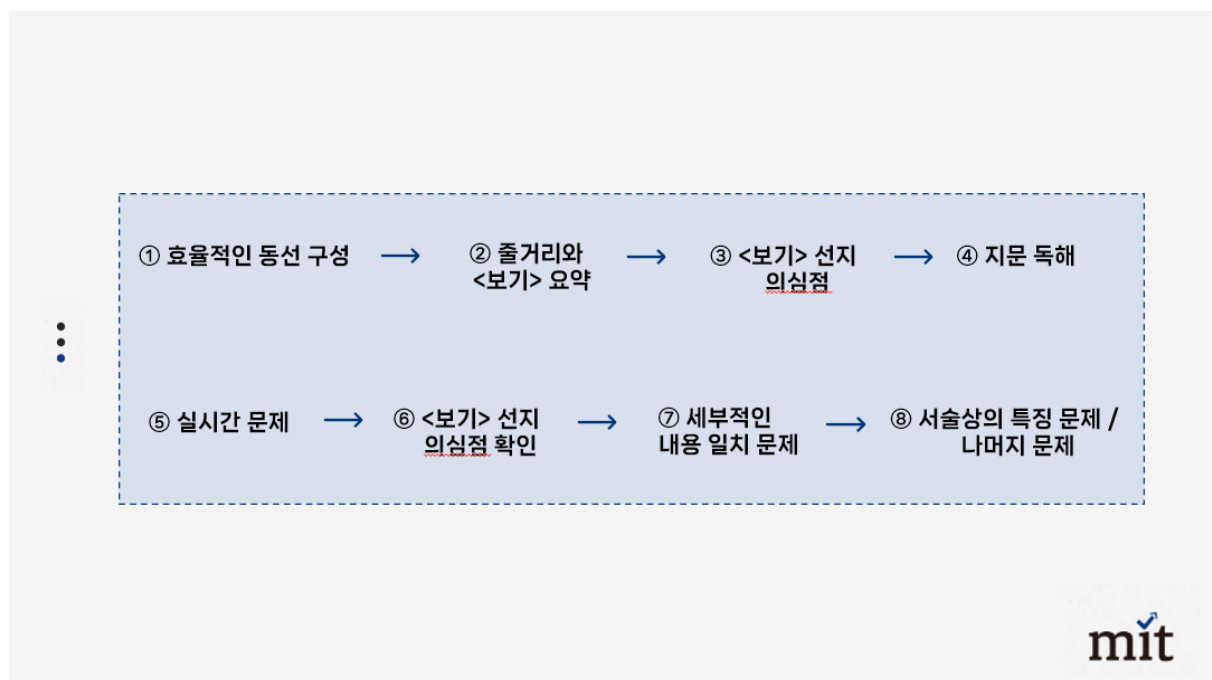 ① 효율적인 동선 구성 → ② 줄거리와 → ③ <보기> 선지 → ④ 지문 독해
<보기> 요약 의심점
⑤ 실시간 문제 → ⑥ <보기> 선지 → ⑦ 세부적인 → ⑧ 서술상의 특징 문제 /
의심점 확인 내용 일치 문제 나머지 문제
mit